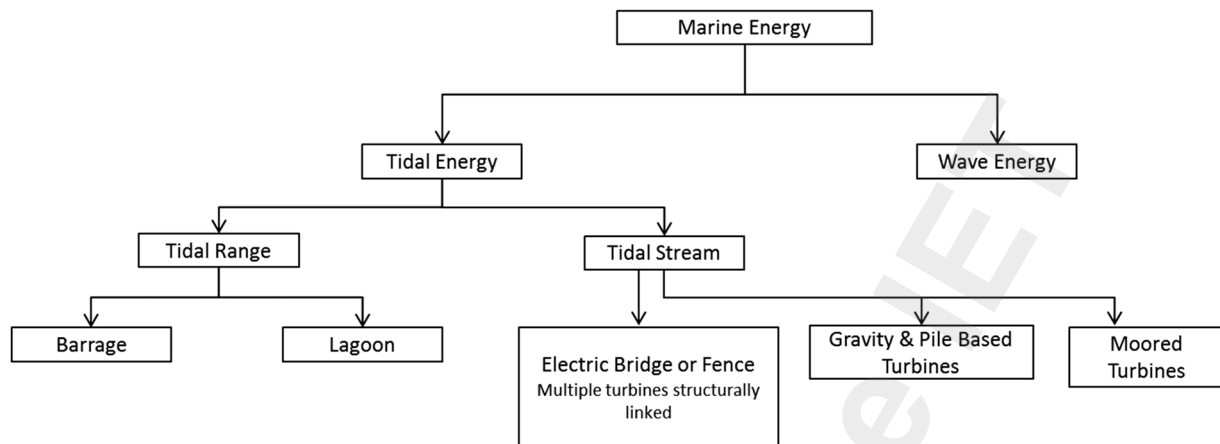 Marine Energy
Tidal Energy
Wave Energy
Tidal Range
Tidal Stream
Barrage
Lagoon
Electric Bridge or Fence
Multiple turbines structurally
linked
Gravity & Pile Based
Turbines
Moored
Turbines
e IET